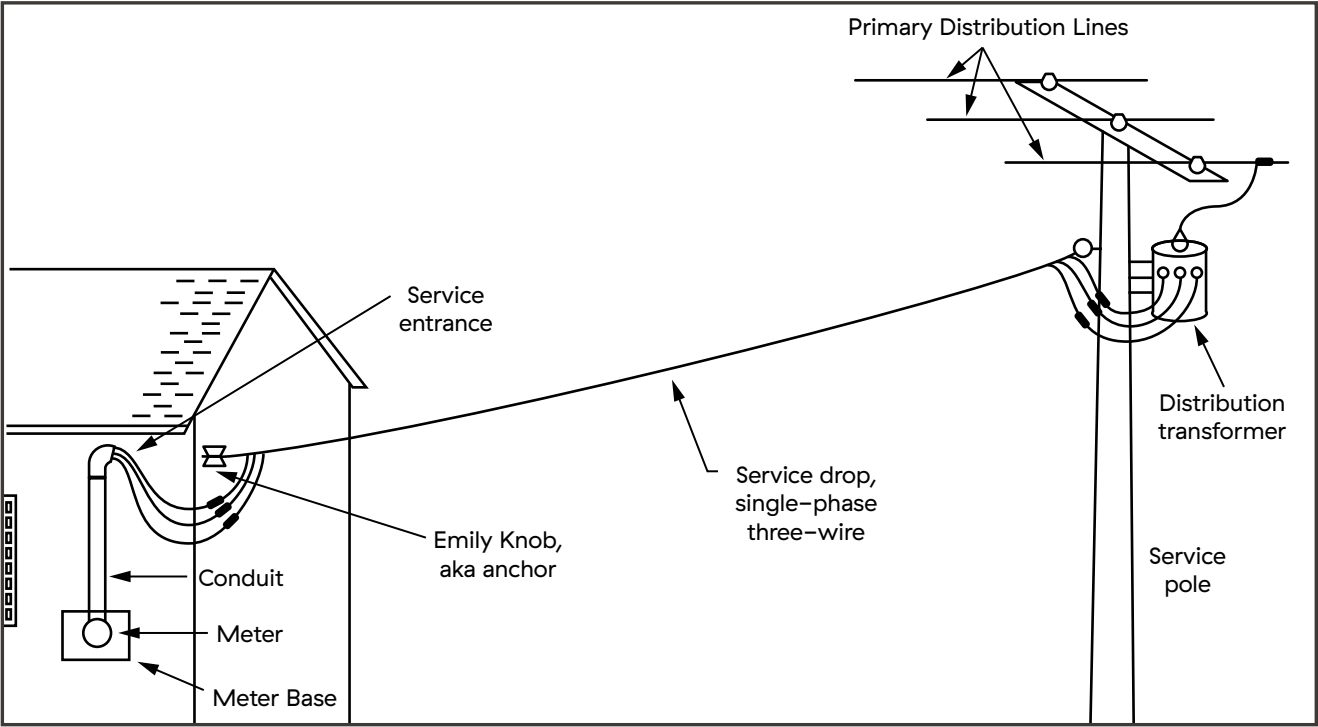 Primary Distribution Lines
Service
entrance
Distribution
transformer
Service drop,
single-phase
three-wire
Emily Knob,
aka anchor
Service
pole
Conduit
Meter
Meter Base